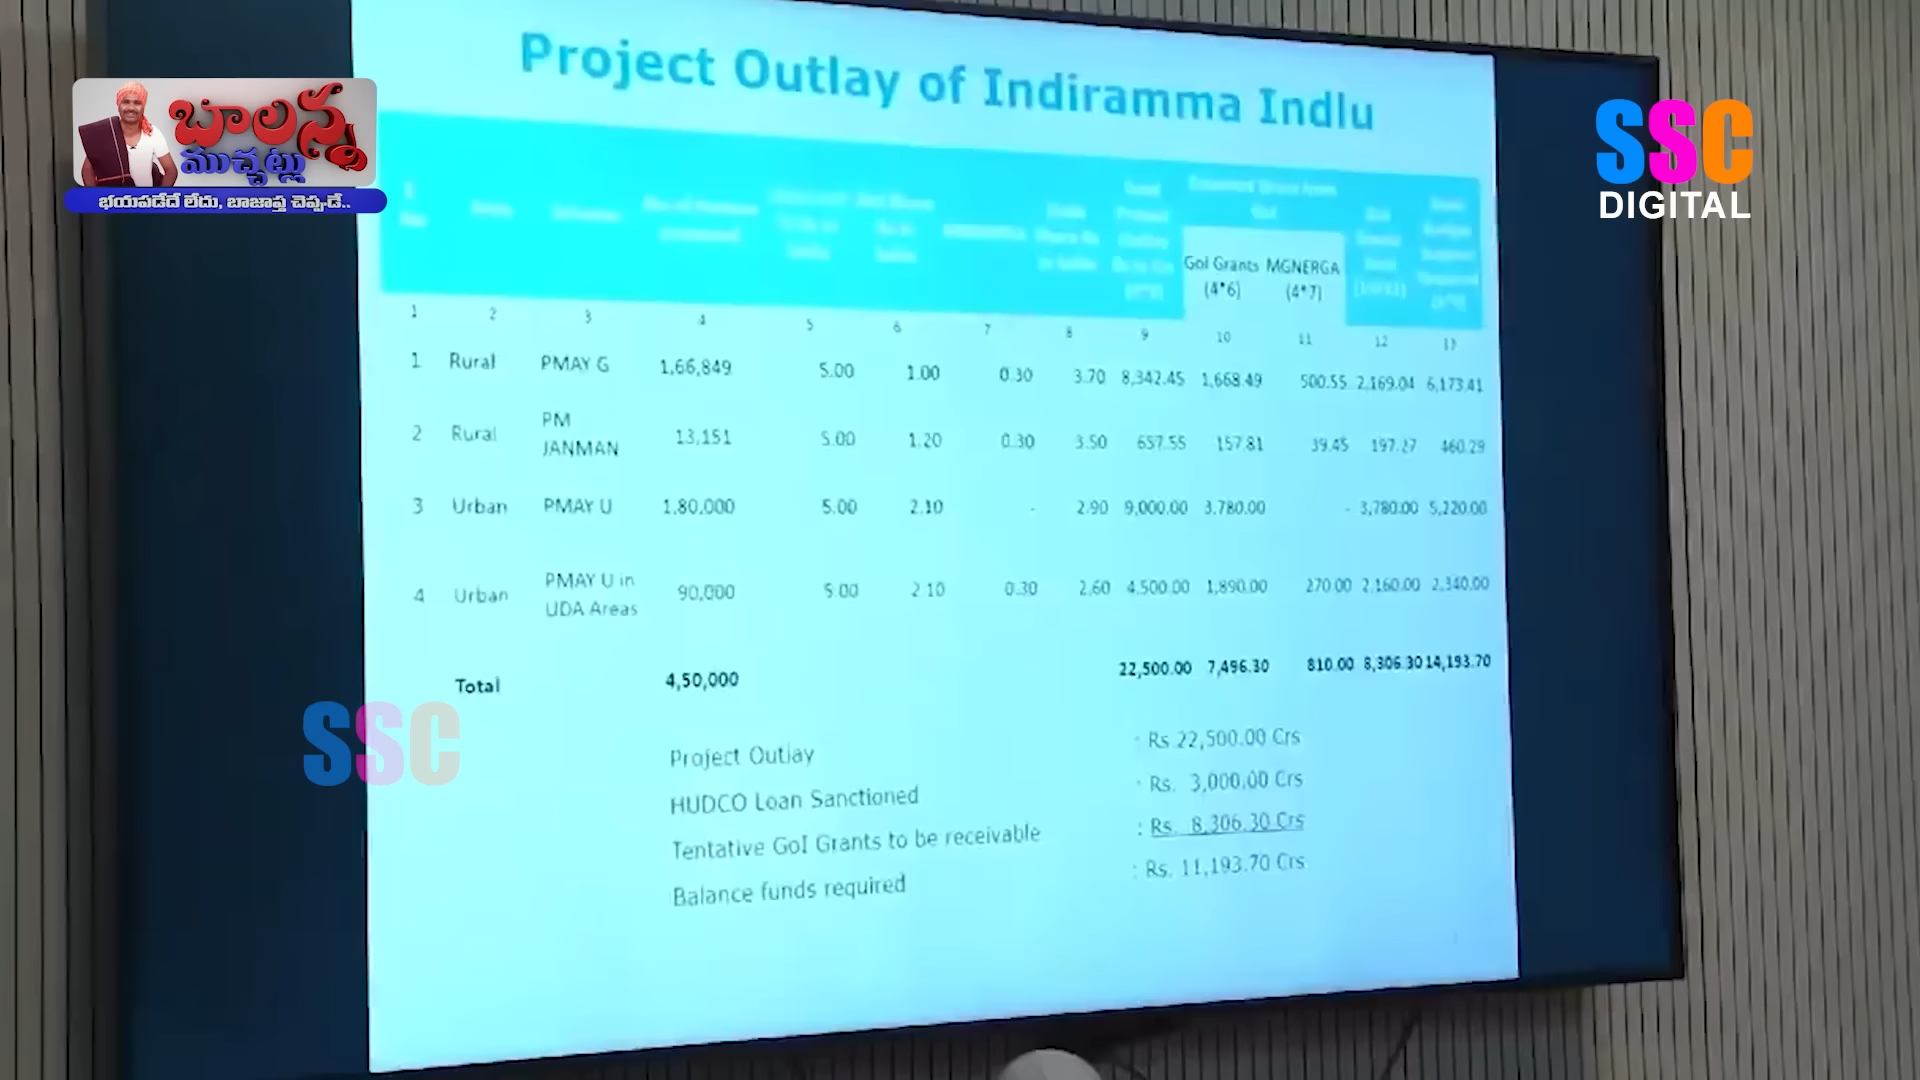 Project Outlay of Indiramma Indlu
బాలన్న
ముచ్చట్లు
భయపడేదే లేదు, బాజాప్త చెప్పుడే..
SSC
DIGITAL
GoI Grants MGNERGA
(4*6) (4*7)
1 2 3 4 5 6 7 8 9 10 11 12 13
1 Rural PMAY G 1,66,849 5.00 1.00 0.30 3.70 8,342.45 1,668.49 500.55 2,169.04 6,173.41
2 Rural PM JANMAN 13,151 5.00 1.20 0.30 3.50 657.55 157.81 39.45 197.27 460.29
3 Urban PMAY U 1,80,000 5.00 2.10 - 2.90 9,000.00 3,780.00 - 3,780.00 5,220.00
4 Urban PMAY U in UDA Areas 90,000 5.00 2.10 0.30 2.60 4,500.00 1,890.00 270.00 2,160.00 2,340.00
Total 4,50,000 22,500.00 7,496.30 810.00 8,306.30 14,193.70
SSC
Project Outlay : Rs 22,500.00 Crs
HUDCO Loan Sanctioned : Rs. 3,000.00 Crs
Tentative GoI Grants to be receivable : Rs. 8,306.30 Crs
Balance funds required : Rs. 11,193.70 Crs